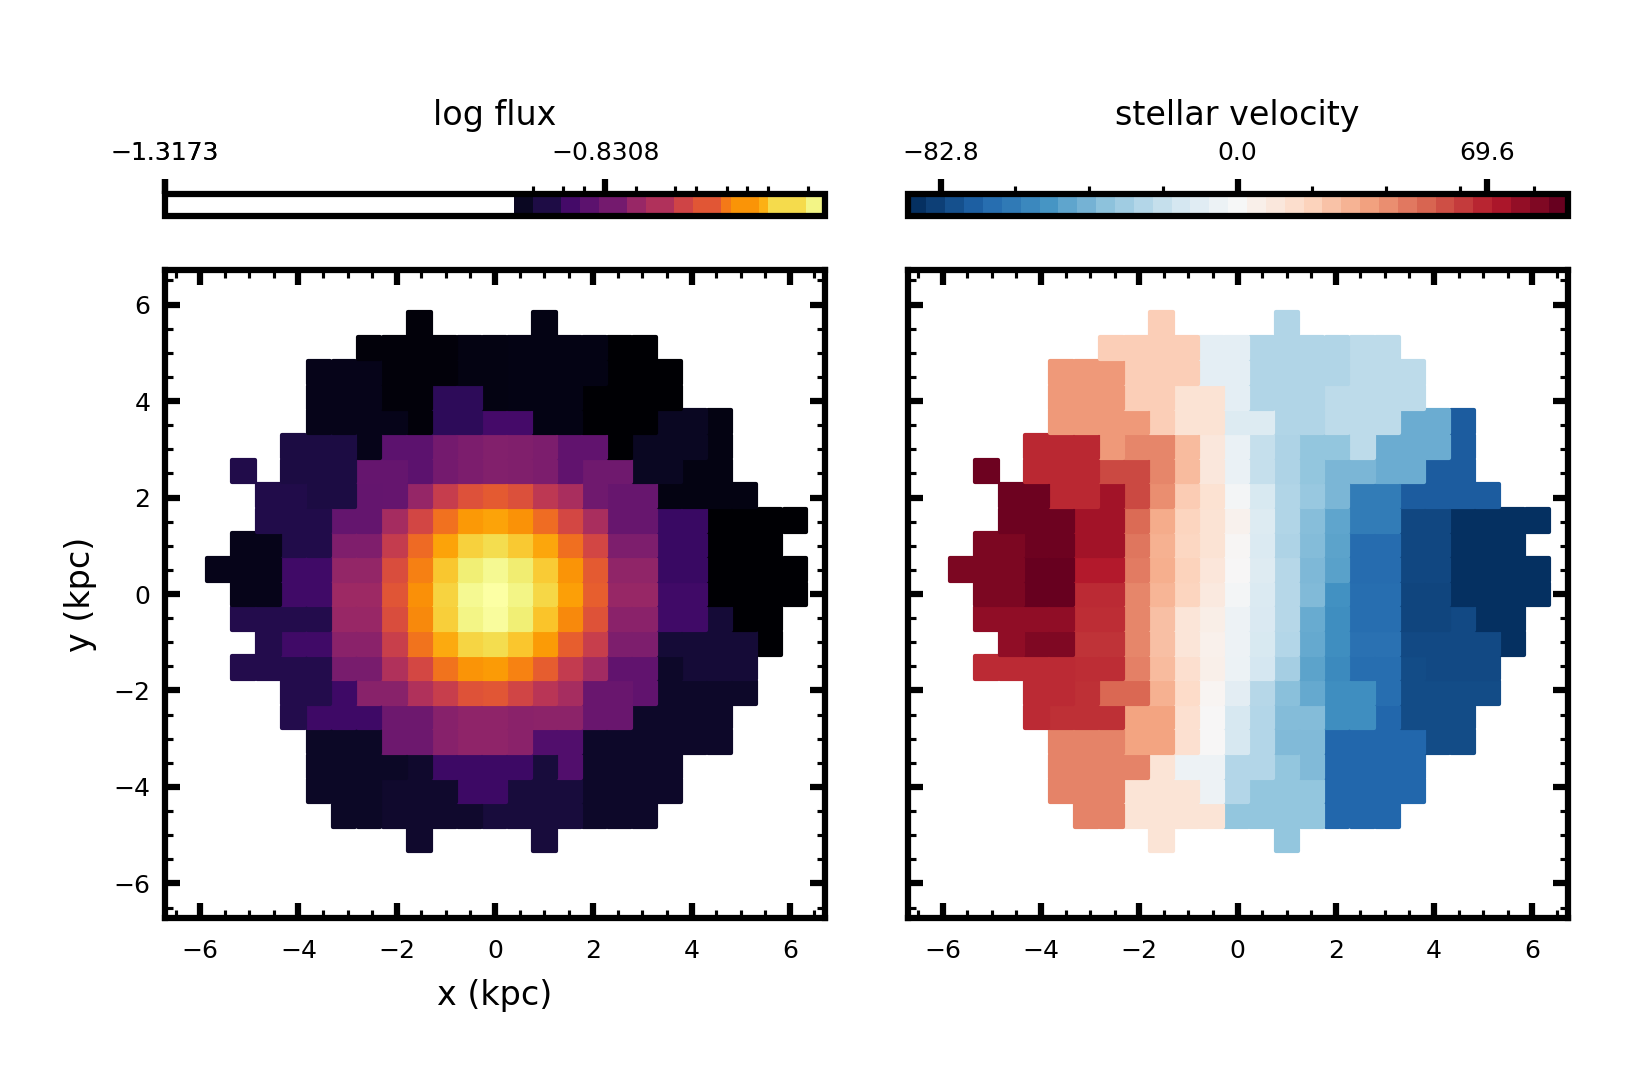 log flux
stellar velocity
−1.3173
−0.8308
−82.8
0.0
69.6
6
4
2
0
−2
−4
−6
y (kpc)
−6 −4 −2 0 2 4 6
−6 −4 −2 0 2 4 6
x (kpc)